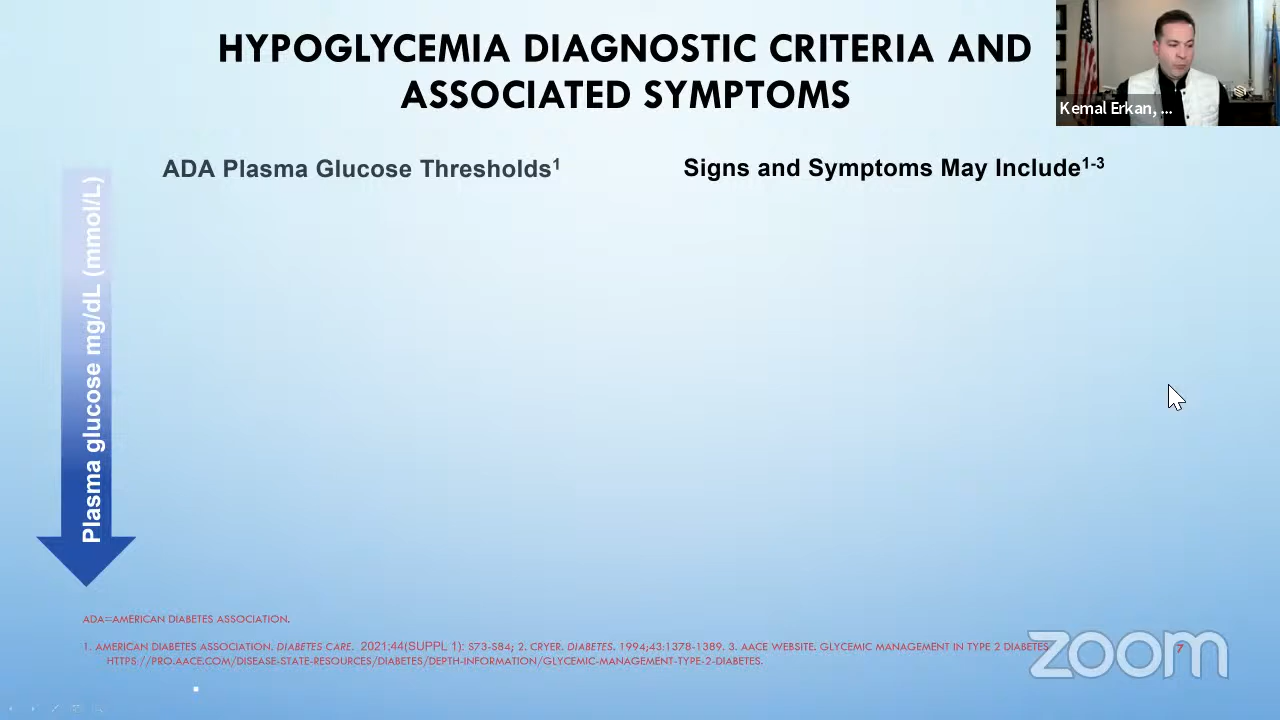 HYPOGLYCEMIA DIAGNOSTIC CRITERIA AND
ASSOCIATED SYMPTOMS
Kemal Erkan, ...
ADA Plasma Glucose Thresholds¹
Signs and Symptoms May Include¹⁻³
Plasma glucose mg/dL (mmol/L)
ADA=AMERICAN DIABETES ASSOCIATION.
1. AMERICAN DIABETES ASSOCIATION. DIABETES CARE. 2021;44(SUPPL 1): S73-S84; 2. CRYER. DIABETES. 1994;43:1378-1389. 3. AACE WEBSITE. GLYCEMIC MANAGEMENT IN TYPE 2 DIABETES
HTTPS://PRO.AACE.COM/DISEASE-STATE-RESOURCES/DIABETES/DEPTH-INFORMATION/GLYCEMIC-MANAGEMENT-TYPE-2-DIABETES.
zoom
7